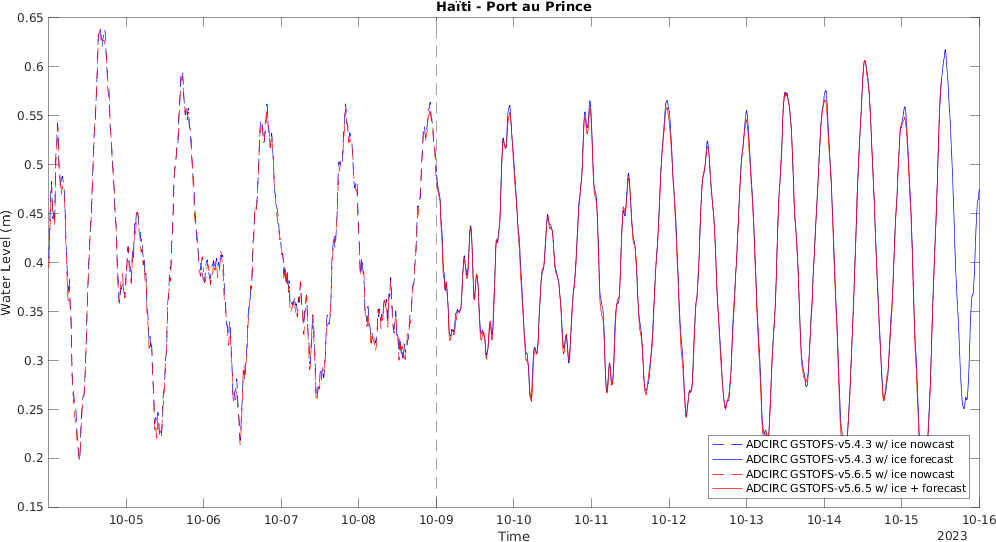 Haïti - Port au Prince
0.65
0.6
0.55
0.5
0.45
0.4
0.35
0.3
0.25
0.2
0.15
Water Level (m)
ADCIRC GSTOFS-v5.4.3 w/ ice nowcast
ADCIRC GSTOFS-v5.4.3 w/ ice forecast
ADCIRC GSTOFS-v5.6.5 w/ ice nowcast
ADCIRC GSTOFS-v5.6.5 w/ ice + forecast
10-05 10-06 10-07 10-08 10-09 10-10 10-11 10-12 10-13 10-14 10-15 10-16
Time
2023